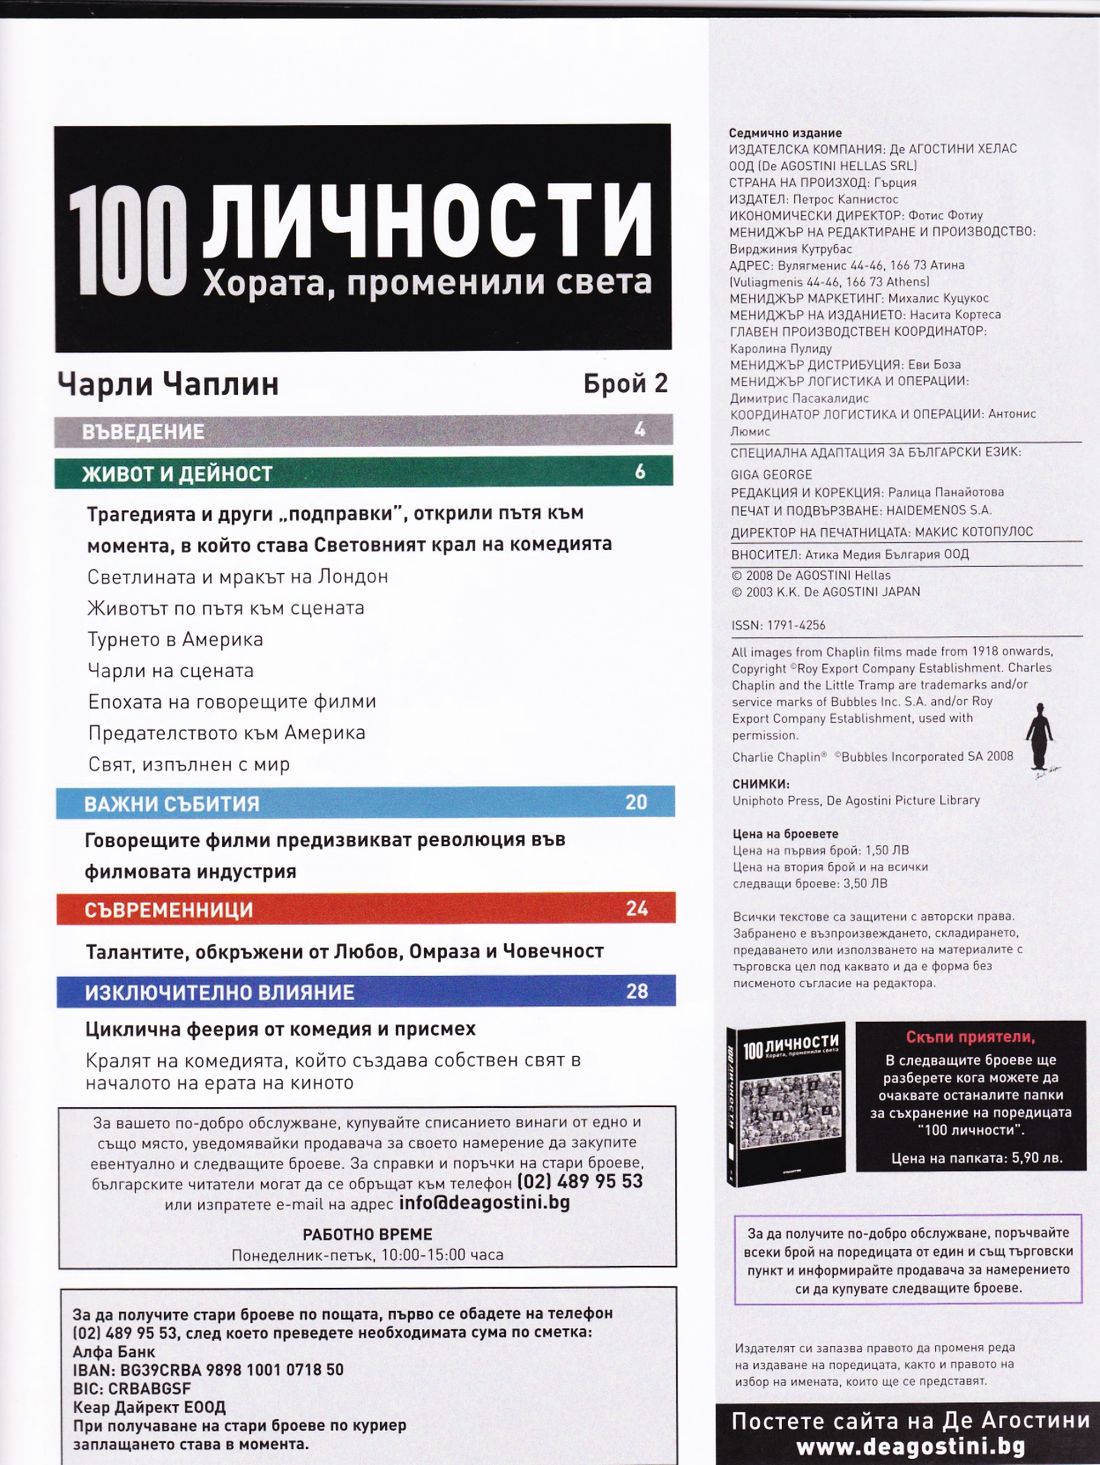 100 ЛИЧНОСТИ
Хората, променили света
Чарли Чаплин Брой 2
ВЪВЕДЕНИЕ 4
ЖИВОТ И ДЕЙНОСТ 6
Трагедията и други „подправки”, открили пътя към
момента, в който става Световният крал на комедията
Светлината и мракът на Лондон
Животът по пътя към сцената
Турнето в Америка
Чарли на сцената
Епохата на говорещите филми
Предателството към Америка
Свят, изпълнен с мир
ВАЖНИ СЪБИТИЯ 20
Говорещите филми предизвикват революция във
филмовата индустрия
СЪВРЕМЕННИЦИ 24
Талантите, обкръжени от Любов, Омраза и Човечност
ИЗКЛЮЧИТЕЛНО ВЛИЯНИЕ 28
Циклична феерия от комедия и присмех
Кралят на комедията, който създава собствен свят в
началото на ерата на киното
За вашето по-добро обслужване, купувайте списанието винаги от едно и
също място, уведомявайки продавача за своето намерение да закупите
евентуално и следващите броеве. За справки и поръчки на стари броеве,
българските читатели могат да се обръщат към телефон (02) 489 95 53
или изпратете e-mail на адрес info@deagostini.bg
РАБОТНО ВРЕМЕ
Понеделник-петък, 10:00-15:00 часа
За да получите стари броеве по пощата, първо се обадете на телефон
(02) 489 95 53, след което преведете необходимата сума по сметка:
Алфа Банк
IBAN: BG39CRBA 9898 1001 0718 50
BIC: CRBABGSF
Кеар Дайрект ЕООД
При получаване на стари броеве по куриер
заплащането става в момента.
Седмично издание
ИЗДАТЕЛСКА КОМПАНИЯ: Де АГОСТИНИ ХЕЛАС
ООД (De AGOSTINI HELLAS SRL)
СТРАНА НА ПРОИЗХОД: Гърция
ИЗДАТЕЛ: Петрос Капнистос
ИКОНОМИЧЕСКИ ДИРЕКТОР: Фотис Фотиу
МЕНИДЖЪР НА РЕДАКТИРАНЕ И ПРОИЗВОДСТВО:
Вирджиния Кутрубас
АДРЕС: Вулягменис 44-46, 166 73 Атина
(Vuliagmenis 44-46, 166 73 Athens)
МЕНИДЖЪР МАРКЕТИНГ: Михалис Куцукос
МЕНИДЖЪР НА ИЗДАНИЕТО: Насита Кортеса
ГЛАВЕН ПРОИЗВОДСТВЕН КООРДИНАТОР:
Каролина Пулиду
МЕНИДЖЪР ДИСТРИБУЦИЯ: Еви Боза
МЕНИДЖЪР ЛОГИСТИКА И ОПЕРАЦИИ:
Димитрис Пасакалидис
КООРДИНАТОР ЛОГИСТИКА И ОПЕРАЦИИ: Антонис
Люмис
СПЕЦИАЛНА АДАПТАЦИЯ ЗА БЪЛГАРСКИ ЕЗИК:
GIGA GEORGE
РЕДАКЦИЯ И КОРЕКЦИЯ: Ралица Панайотова
ПЕЧАТ И ПОДВЪРЗВАНЕ: HAIDEMENOS S.A.
ДИРЕКТОР НА ПЕЧАТНИЦАТА: МАКИС КОТОПУЛОС
ВНОСИТЕЛ: Атика Медия България ООД
© 2008 De AGOSTINI Hellas
© 2003 K.K. De AGOSTINI JAPAN
ISSN: 1791-4256
All images from Chaplin films made from 1918 onwards,
Copyright ©Roy Export Company Establishment. Charles
Chaplin and the Little Tramp are trademarks and/or
service marks of Bubbles Inc. S.A. and/or Roy
Export Company Establishment, used with
permission.
Charlie Chaplin® ©Bubbles Incorporated SA 2008
СНИМКИ:
Uniphoto Press, De Agostini Picture Library
Цена на броевете
Цена на първия брой: 1,50 ЛВ
Цена на втория брой и на всички
следващи броеве: 3,50 ЛВ
Всички текстове са защитени с авторски права.
Забранено е възпроизвеждането, складирането,
предаването или използването на материалите с
търговска цел под каквато и да е форма без
писменото съгласие на редактора.
100 ЛИЧНОСТИ
100 ЛИЧНОСТИ
Хората, променили света
Скъпи приятели,
В следващите броеве ще
разберете кога можете да
очаквате останалите папки
за съхранение на поредицата
"100 личности".
Цена на папката: 5,90 лв.
За да получите по-добро обслужване, поръчвайте
всеки брой на поредицата от един и същ търговски
пункт и информирайте продавача за намерението
си да купувате следващите броеве.
Издателят си запазва правото да променя реда
на издаване на поредицата, както и правото на
избор на имената, които ще се представят.
Постете сайта на Де Агостини
www.deagostini.bg